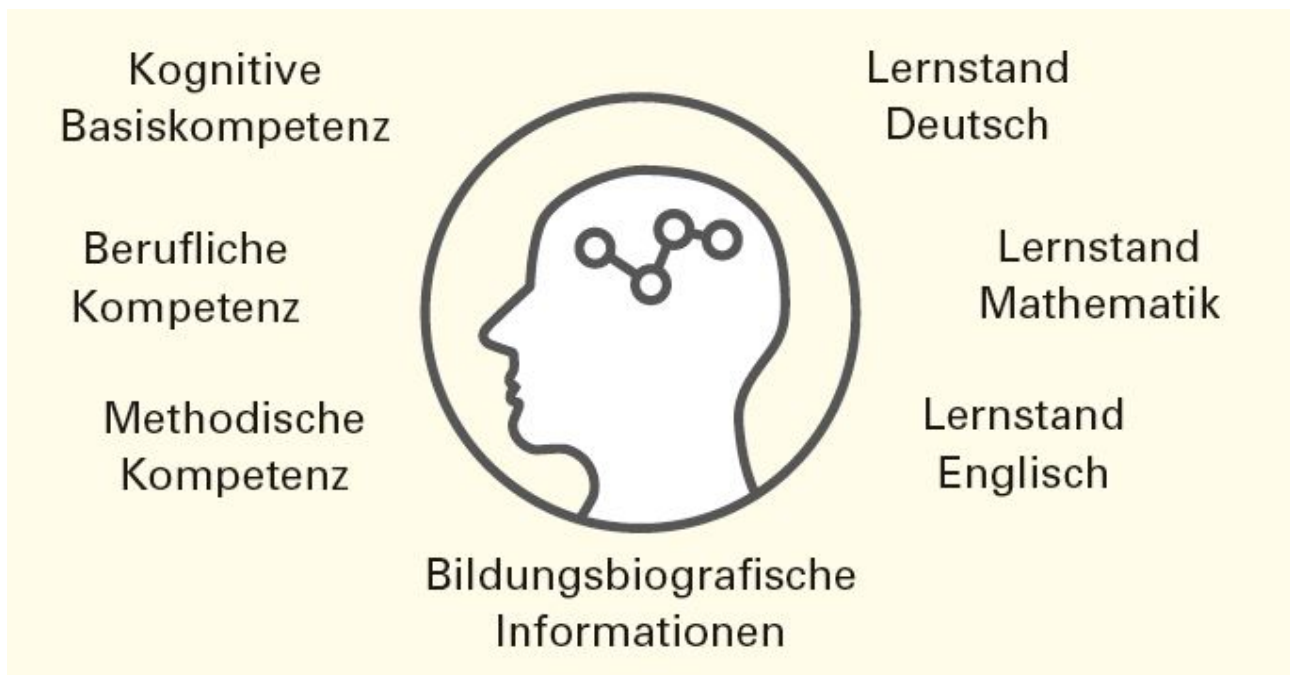 Kognitive
Basiskompetenz
Berufliche
Kompetenz
Methodische
Kompetenz
Lernstand
Deutsch
Lernstand
Mathematik
Lernstand
Englisch
Bildungsbiografische
Informationen